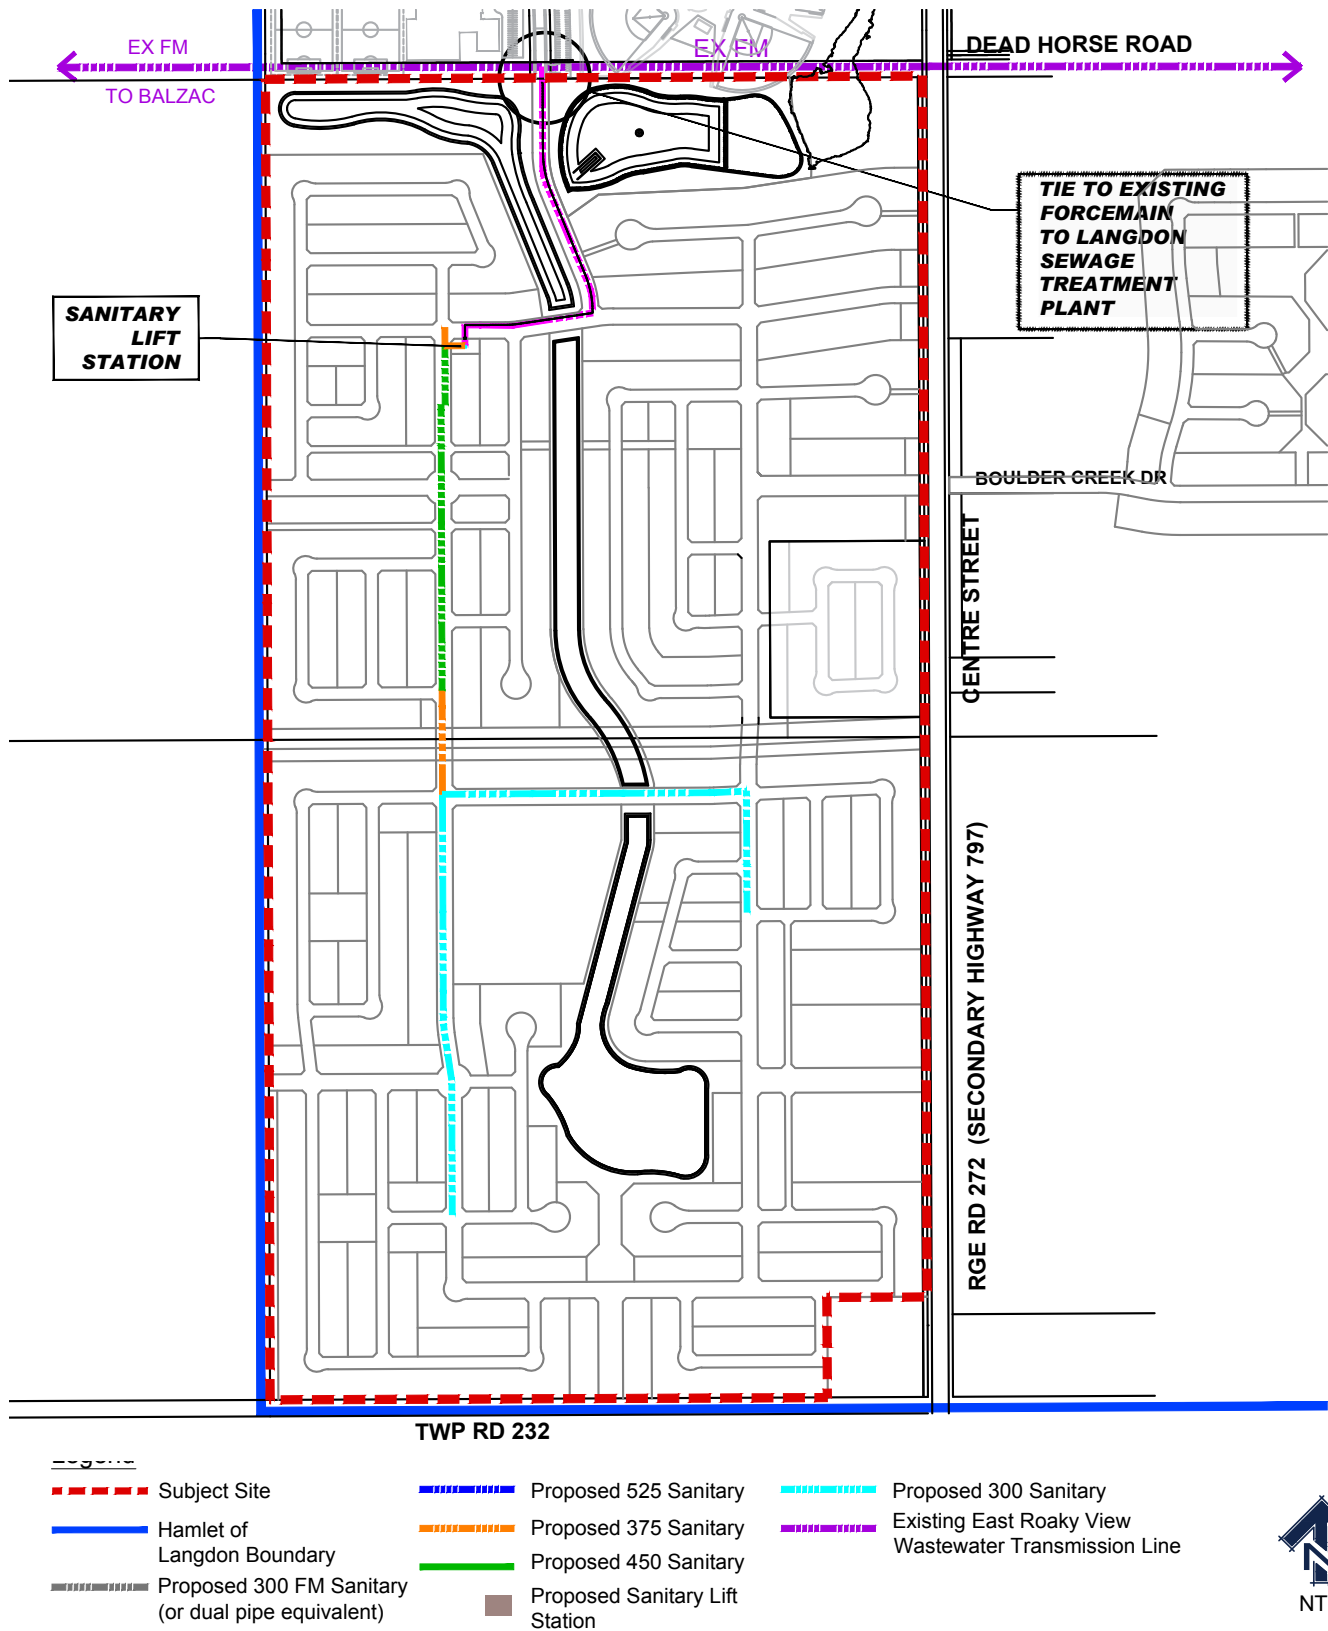 EX FM
EX FM
DEAD HORSE ROAD
TO BALZAC
TIE TO EXISTING
FORCEMAIN
TO LANGDON
SEWAGE
TREATMENT
PLANT
SANITARY
LIFT
STATION
BOULDER CREEK DR
CENTRE STREET
RGE RD 272 (SECONDARY HIGHWAY 797)
TWP RD 232
Legend
Subject Site
Hamlet of
Langdon Boundary
Proposed 300 FM Sanitary
(or dual pipe equivalent)
Proposed 525 Sanitary
Proposed 375 Sanitary
Proposed 450 Sanitary
Proposed Sanitary Lift
Station
Proposed 300 Sanitary
Existing East Roaky View
Wastewater Transmission Line
NT